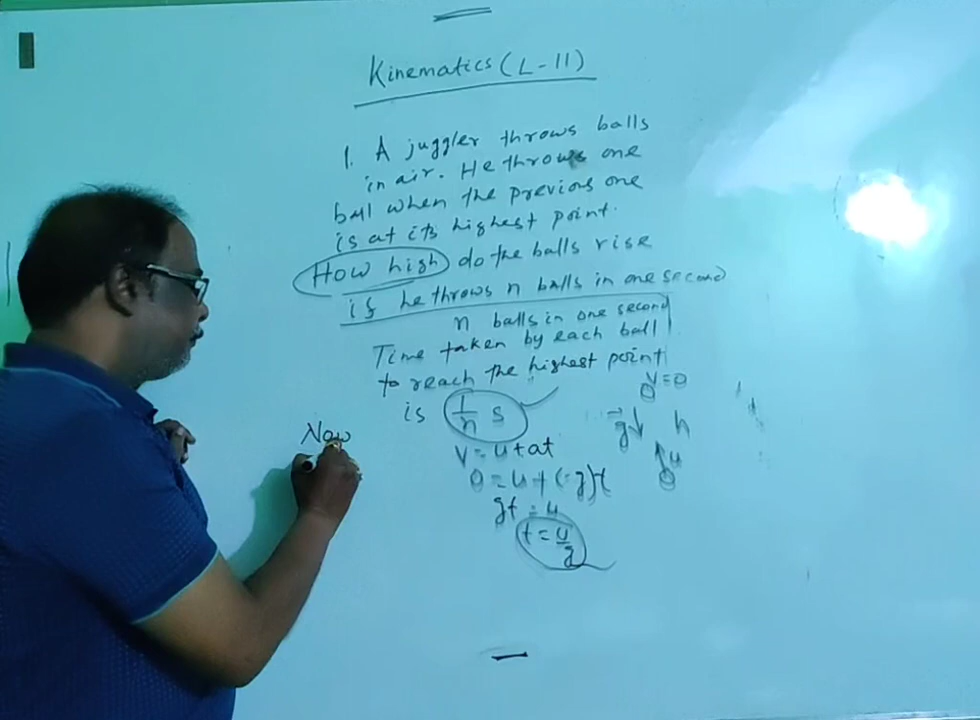 Kinematics (L-11)
1. A juggler throws balls
in air. He throws one
ball when the previous one
is at its highest point.
How high do the balls rise
if he throws n balls in one second
n balls in one second
Time taken by each ball
to reach the highest point
is 1/n s
v = u + at
0 = u + (-g)t
gt = u
t = u/g
v = 0
g h
u
Now